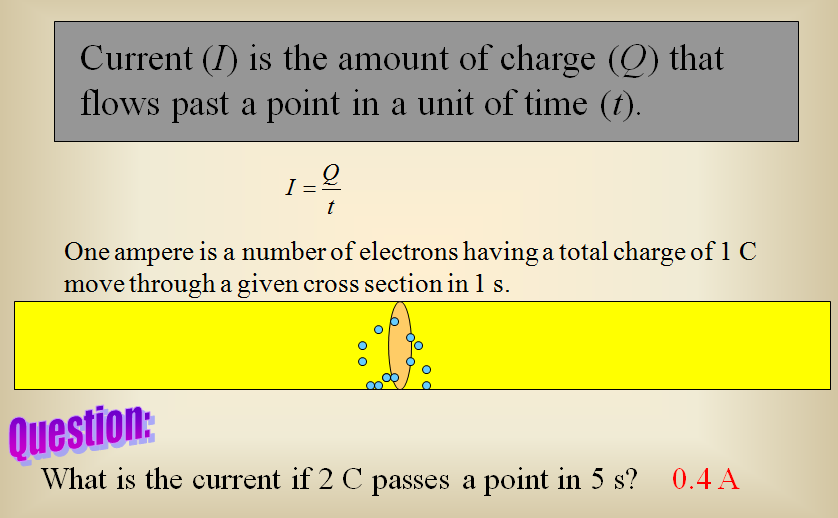 Current (I) is the amount of charge (Q) that
flows past a point in a unit of time (t).
I = Q/t
One ampere is a number of electrons having a total charge of 1 C
move through a given cross section in 1 s.
Question:
What is the current if 2 C passes a point in 5 s? 0.4 A